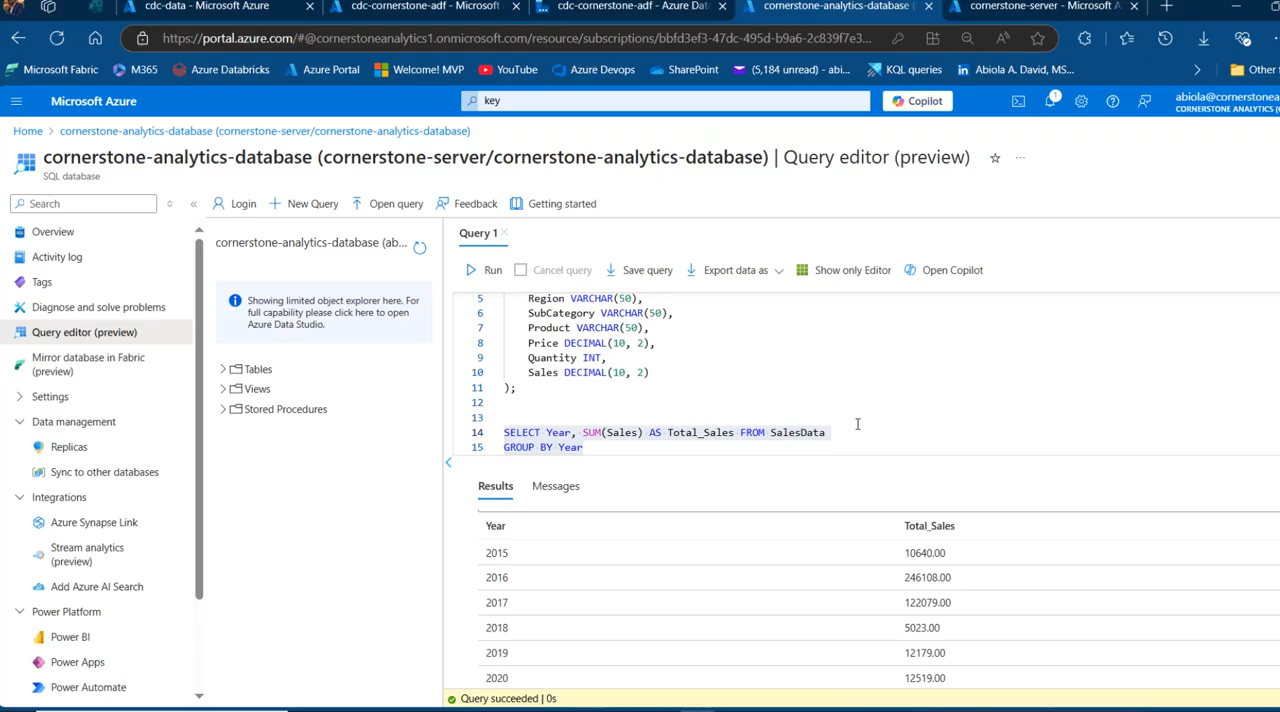 cdc-data - Microsoft Azure
cdc-cornerstone-adf - Microsoft
cdc-cornerstone-adf - Azure Dat
cornerstone-analytics-database (
cornerstone-server - Microsoft A
https://portal.azure.com/#@cornerstoneanalytics1.onmicrosoft.com/resource/subscriptions/bbfd3ef3-47dc-495d-b9a6-2c839f7e3...
Microsoft Fabric
M365
Azure Databricks
Azure Portal
Welcome! MVP
YouTube
Azure Devops
SharePoint
(5,184 unread) - abi...
KQL queries
Abiola A. David, MS...
Other
Microsoft Azure
key
Copilot
1
abiola@cornerstonea
CORNERSTONE ANALYTICS (
Home > cornerstone-analytics-database (cornerstone-server/cornerstone-analytics-database)
cornerstone-analytics-database (cornerstone-server/cornerstone-analytics-database) | Query editor (preview)
SQL database
Search
Login
New Query
Open query
Feedback
Getting started
Overview
Activity log
Tags
Diagnose and solve problems
Query editor (preview)
Mirror database in Fabric
(preview)
Settings
Data management
Replicas
Sync to other databases
Integrations
Azure Synapse Link
Stream analytics
(preview)
Add Azure AI Search
Power Platform
Power BI
Power Apps
Power Automate
cornerstone-analytics-database (ab...
Showing limited object explorer here. For
full capability please click here to open
Azure Data Studio.
Tables
Views
Stored Procedures
Query 1
Run
Cancel query
Save query
Export data as
Show only Editor
Open Copilot
5 Region VARCHAR(50),
6 SubCategory VARCHAR(50),
7 Product VARCHAR(50),
8 Price DECIMAL(10, 2),
9 Quantity INT,
10 Sales DECIMAL(10, 2)
11 );
12
13
14 SELECT Year, SUM(Sales) AS Total_Sales FROM SalesData
15 GROUP BY Year
Results
Messages
Year Total_Sales
2015 10640.00
2016 246108.00
2017 122079.00
2018 5023.00
2019 12179.00
2020 12519.00
Query succeeded | 0s